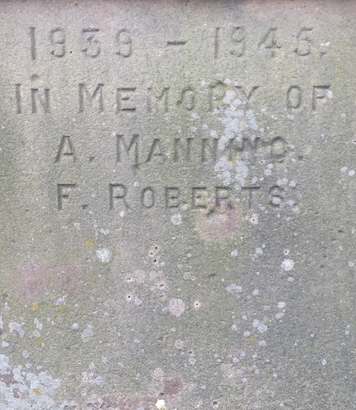 1939 – 1945.
IN MEMORY OF
A. MANNING.
F. ROBERTS.